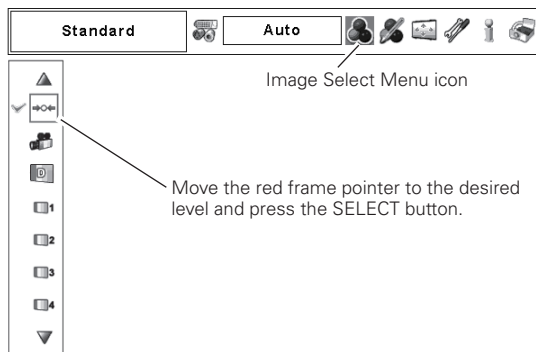 Standard
Auto
Image Select Menu icon
Move the red frame pointer to the desired
level and press the SELECT button.
D
1
2
3
4